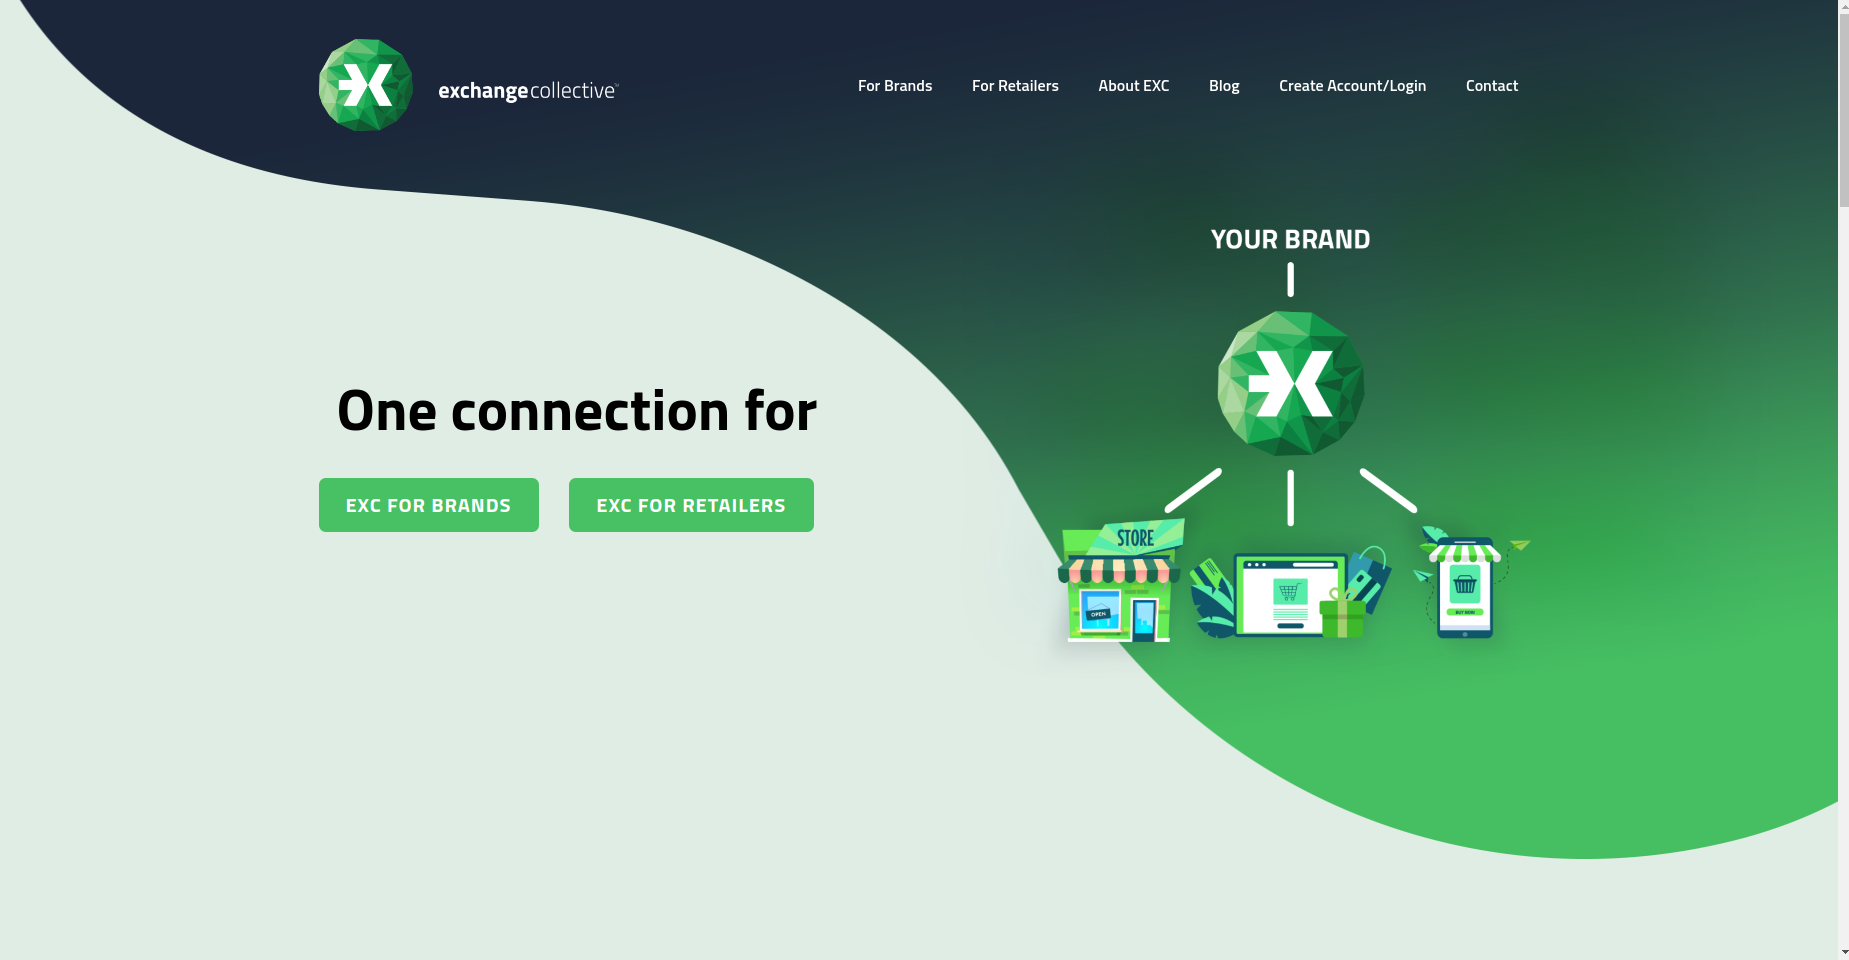 exchangecollective™
For Brands
For Retailers
About EXC
Blog
Create Account/Login
Contact
YOUR BRAND
One connection for
EXC FOR BRANDS
EXC FOR RETAILERS
STORE
OPEN
BUY NOW